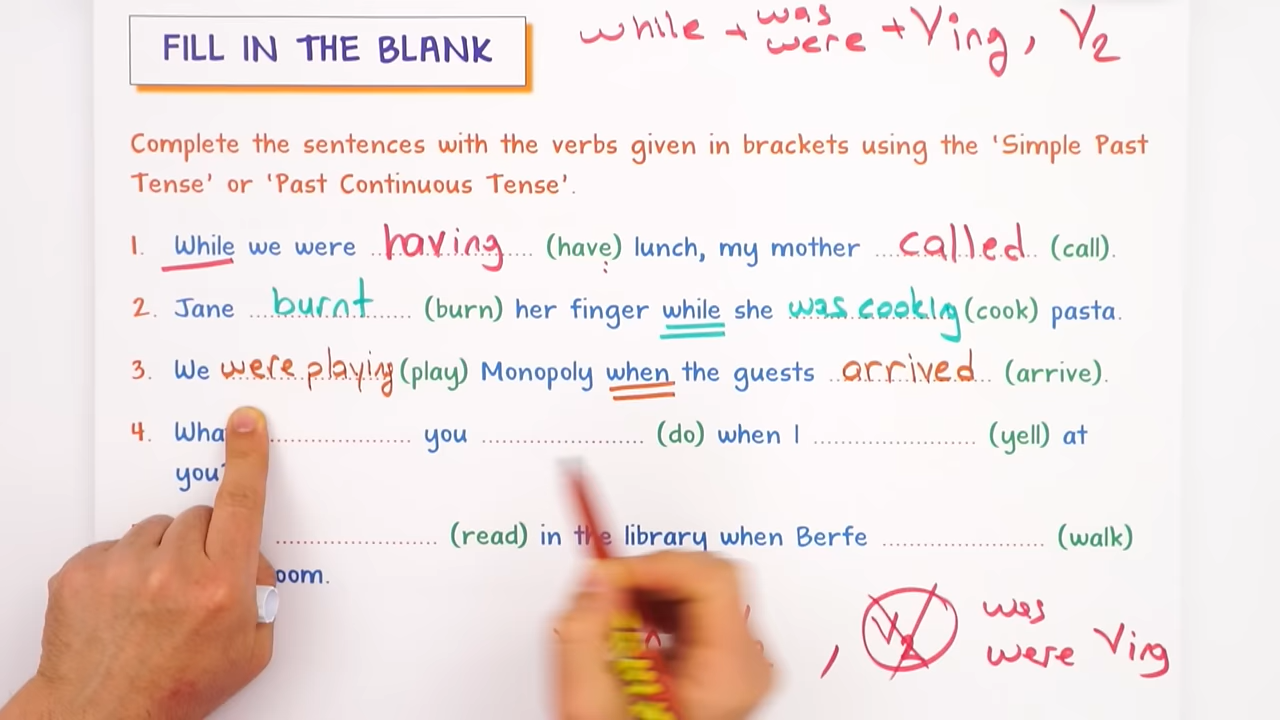 while + was were + Ving, V2
FILL IN THE BLANK
Complete the sentences with the verbs given in brackets using the 'Simple Past
Tense' or 'Past Continuous Tense'.
1. While we were having (have) lunch, my mother called (call).
2. Jane burnt (burn) her finger while she was cooking (cook) pasta.
3. We were playing (play) Monopoly when the guests arrived (arrive).
4. Wha .................... you .................... (do) when I .................... (yell) at
you?
.................... (read) in the library when Berfe .................... (walk)
oom.
, V2 was were Ving